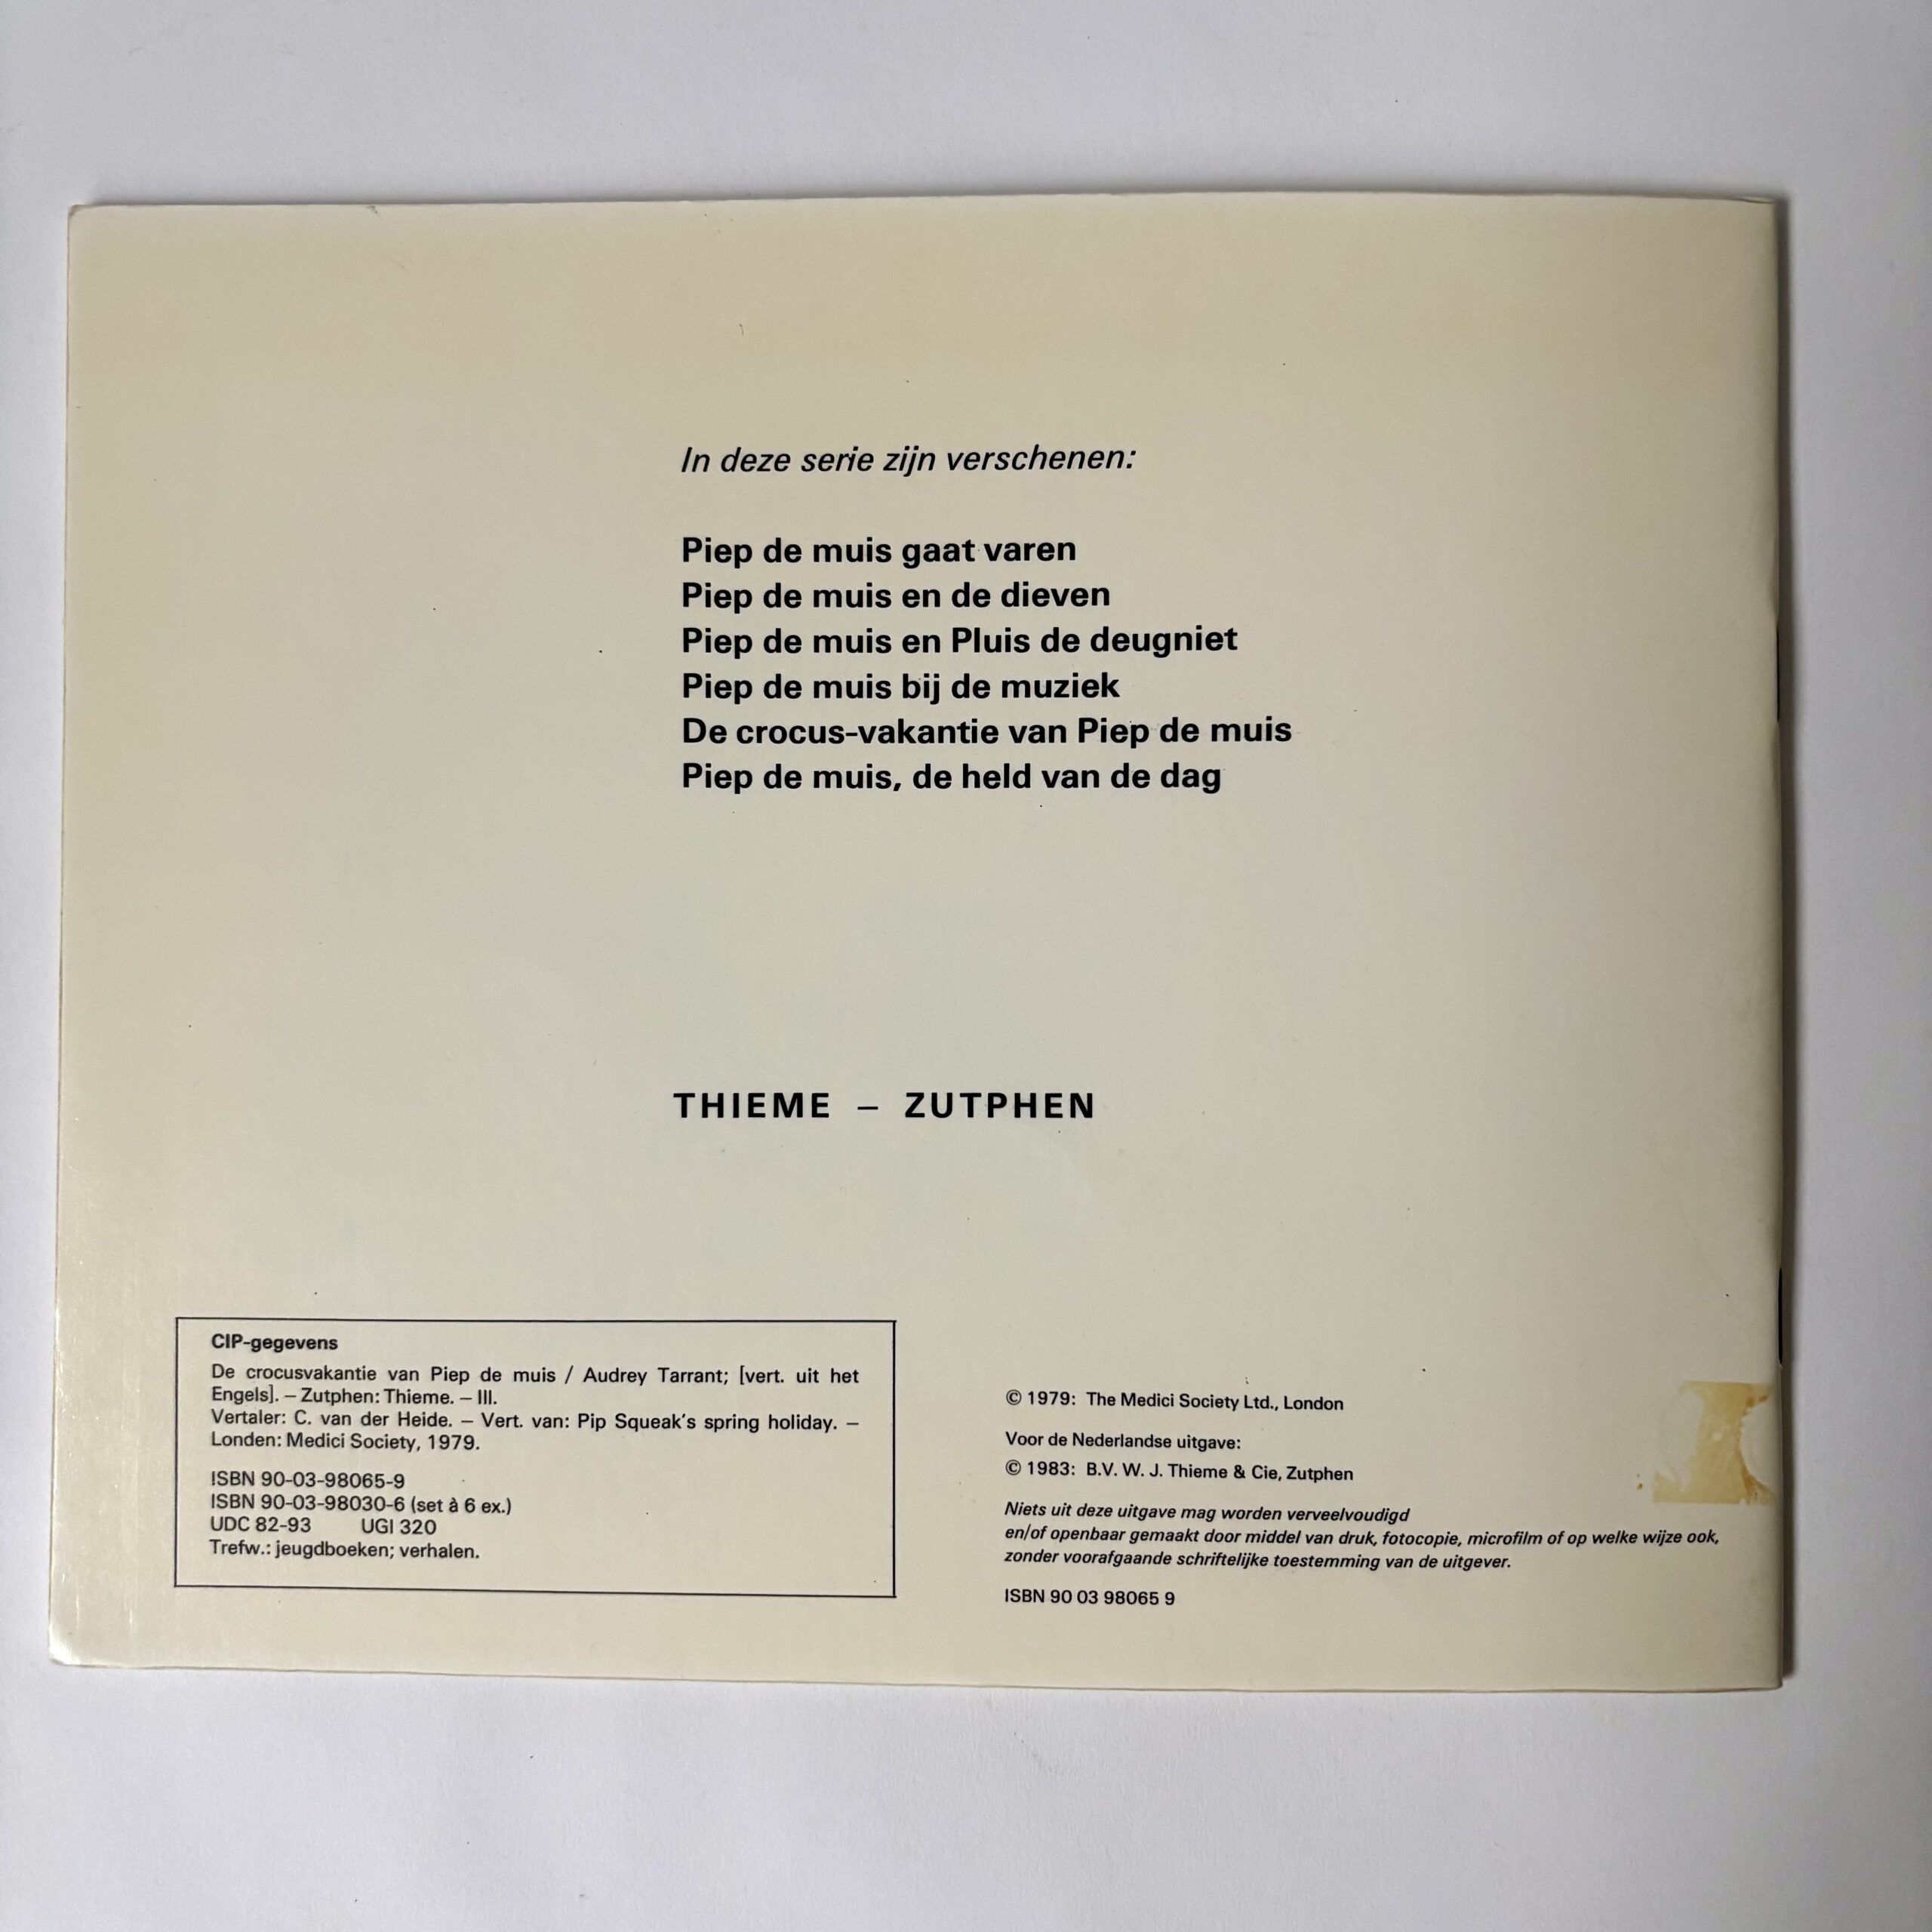 In deze serie zijn verschenen:
Piep de muis gaat varen
Piep de muis en de dieven
Piep de muis en Pluis de deugniet
Piep de muis bij de muziek
De crocus-vakantie van Piep de muis
Piep de muis, de held van de dag
THIEME – ZUTPHEN
CIP-gegevens
De crocusvakantie van Piep de muis / Audrey Tarrant; [vert. uit het
Engels]. – Zutphen: Thieme. – Ill.
Vertaler: C. van der Heide. – Vert. van: Pip Squeak's spring holiday. –
Londen: Medici Society, 1979.
ISBN 90-03-98065-9
ISBN 90-03-98030-6 (set à 6 ex.)
UDC 82-93 UGI 320
Trefw.: jeugdboeken; verhalen.
© 1979: The Medici Society Ltd., London
Voor de Nederlandse uitgave:
© 1983: B.V. W. J. Thieme & Cie, Zutphen
Niets uit deze uitgave mag worden verveelvoudigd
en/of openbaar gemaakt door middel van druk, fotocopie, microfilm of op welke wijze ook,
zonder voorafgaande schriftelijke toestemming van de uitgever.
ISBN 90 03 98065 9